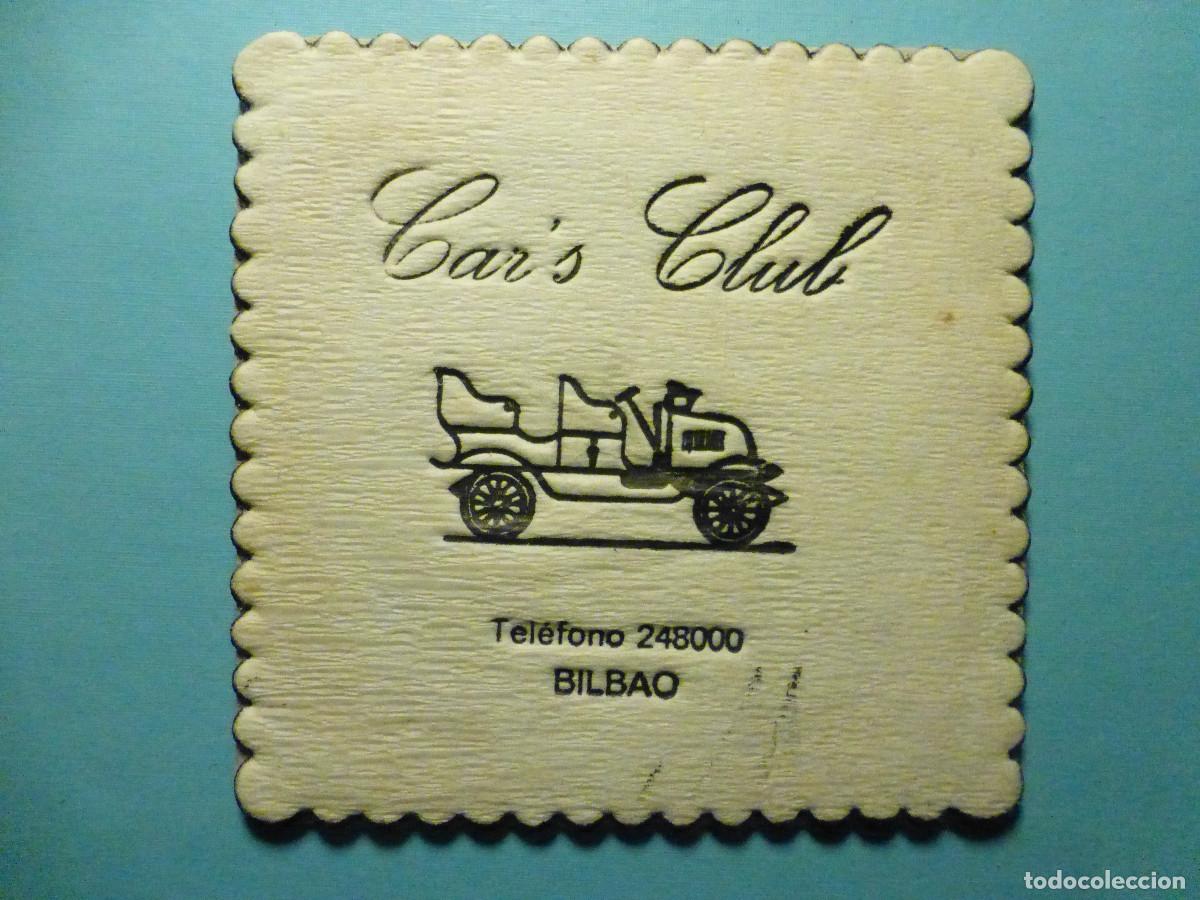 Car's Club
Teléfono 248000
BILBAO
todocoleccion